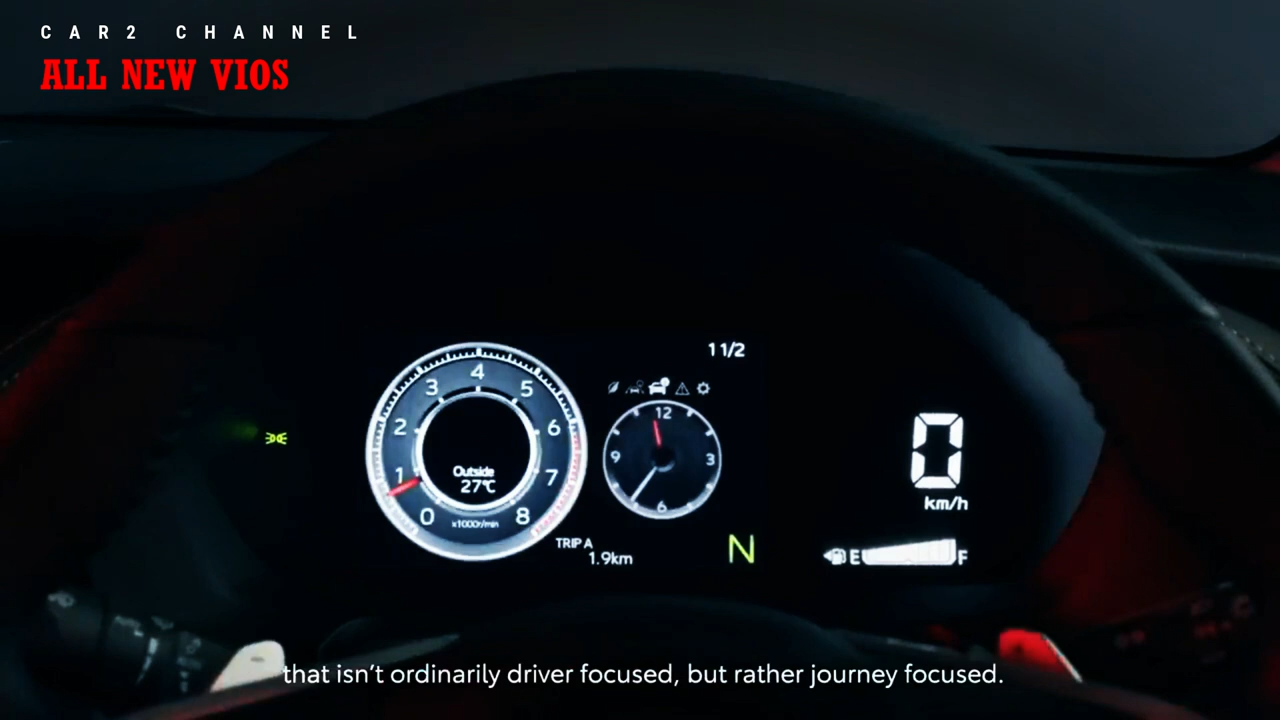 CAR2 CHANNEL
ALL NEW VIOS
11/2
0 1 2 3 4 5 6 7 8
Outside
27℃
x1000r/min
12
9 3
6
TRIP A
1.9km
N
0
km/h
E F
that isn't ordinarily driver focused, but rather journey focused.